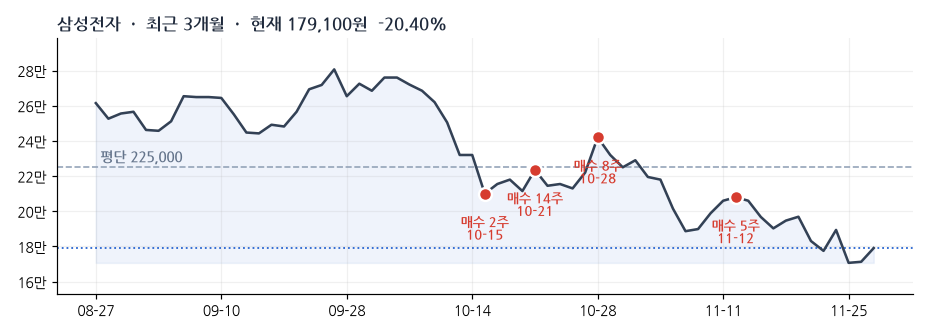 삼성전자 · 최근 3개월 · 현재 179,100원 -20.40%
28만
26만
24만
22만
20만
18만
16만
평단 225,000
매수 2주
10-15
매수 14주
10-21
매수 8주
10-28
매수 5주
11-12
08-27 09-10 09-28 10-14 10-28 11-11 11-25